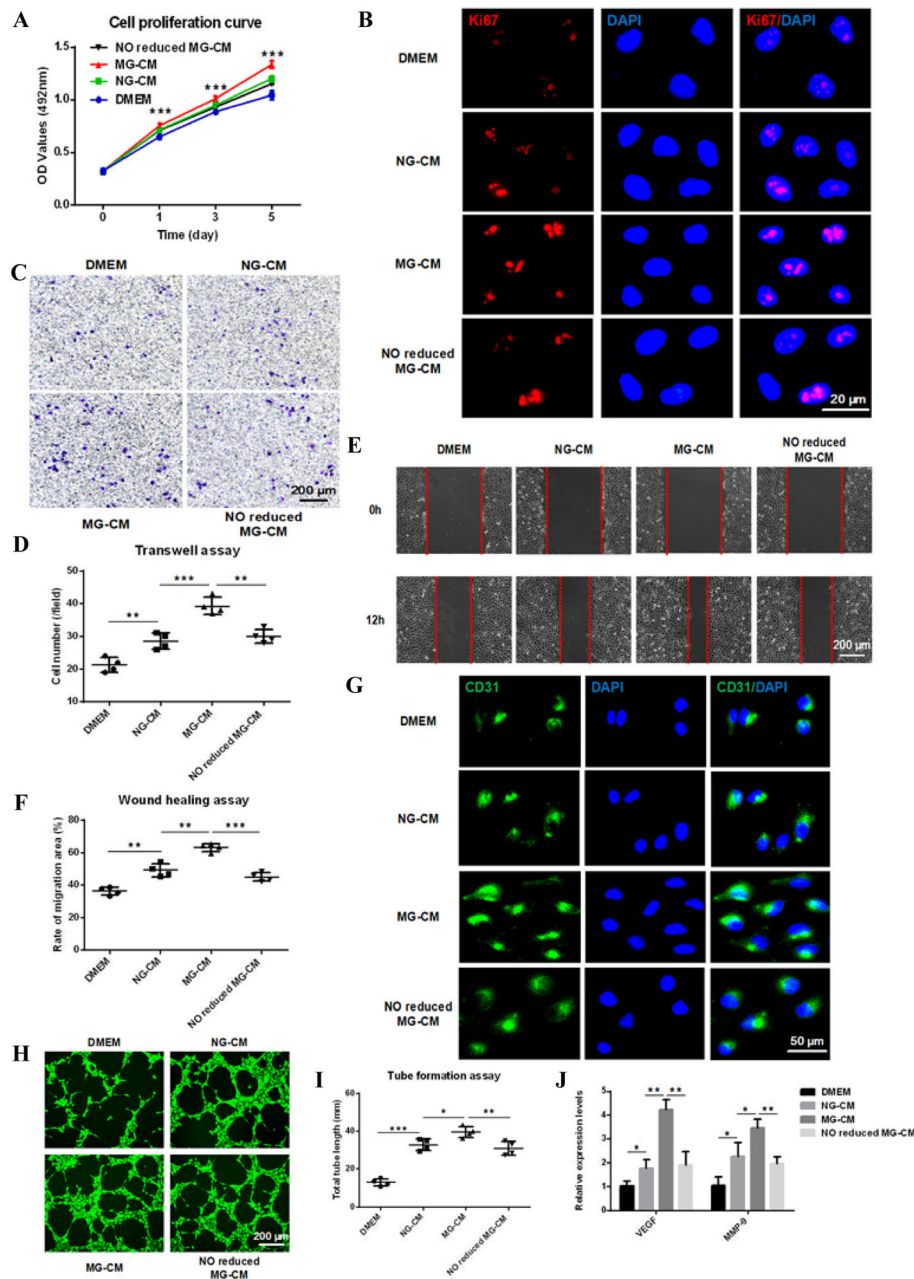 A
Cell proliferation curve
NO reduced MG-CM
MG-CM
NG-CM
DMEM
***
***
***
OD Values (492nm)
1.5
1.0
0.5
0.0
0
1
3
5
Time (day)
B
Ki67
DAPI
Ki67/DAPI
DMEM
NG-CM
MG-CM
NO reduced
MG-CM
20 µm
C
DMEM
NG-CM
200 µm
MG-CM
NO reduced
MG-CM
D
Transwell assay
Cell number (/field)
40
30
20
10
**
***
**
DMEM
NG-CM
MG-CM
NO reduced MG-CM
E
DMEM
NG-CM
MG-CM
NO reduced
MG-CM
0h
12h
200 µm
F
Wound healing assay
Rate of migration area (%)
80
60
40
20
0
**
**
***
DMEM
NG-CM
MG-CM
NO reduced MG-CM
G
CD31
DAPI
CD31/DAPI
DMEM
NG-CM
MG-CM
NO reduced
MG-CM
50 µm
H
DMEM
NG-CM
200 µm
MG-CM
NO reduced
MG-CM
I
Tube formation assay
Total tube length (mm)
60
40
20
0
***
*
**
DMEM
NG-CM
MG-CM
NO reduced MG-CM
J
Relative expression levels
6
5
4
3
2
1
0
*
**
**
*
*
**
VEGF
MMP-9
DMEM
NG-CM
MG-CM
NO reduced MG-CM